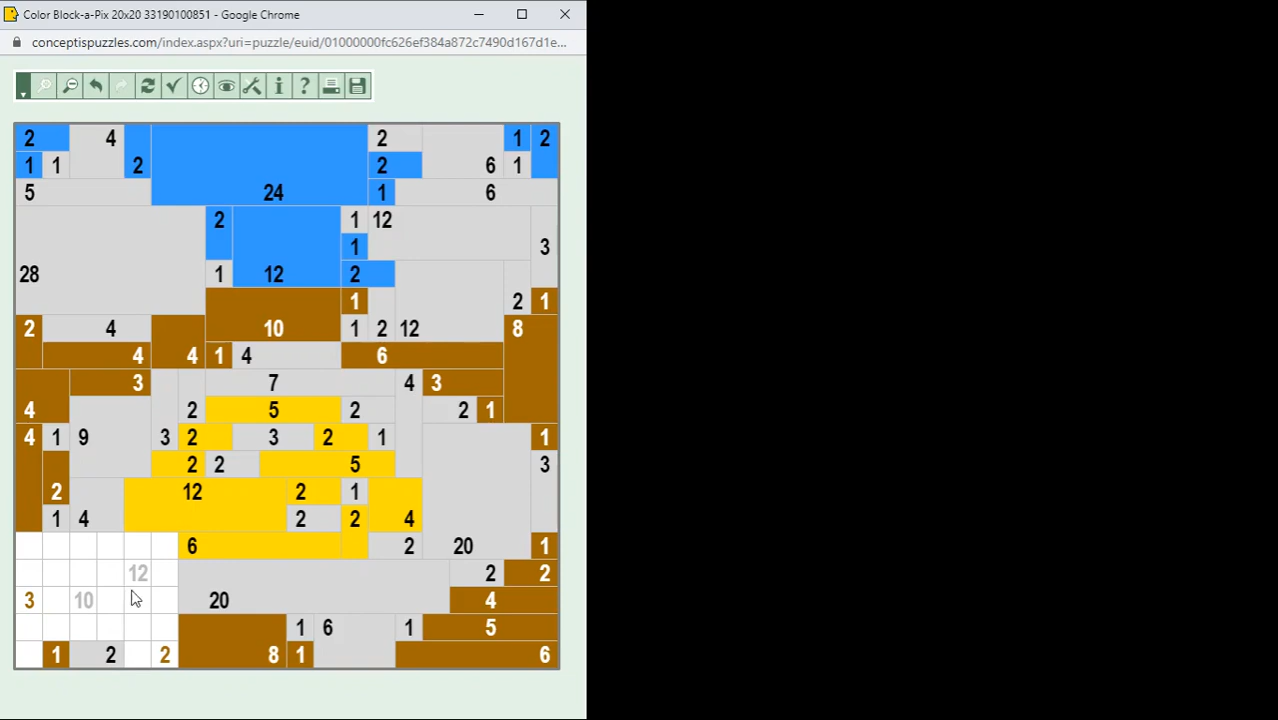 Color Block-a-Pix 20x20 33190100851 - Google Chrome
conceptispuzzles.com/index.aspx?uri=puzzle/euid/01000000fc626ef384a872c7490d167d1e...
2 4 2 1 2
1 1 2 2 6 1
5 24 1 6
2 1 12
1 3
28 1 12 2
1 2 1
2 4 10 1 2 12 8
4 4 1 4 6
3 7 4 3
4 2 5 2 2 1
4 1 9 3 2 3 2 1 1
2 2 5 3
2 12 2 1
1 4 2 2 4
6 2 20 1
12 2 2
3 10 20 4
1 6 1 5
1 2 2 8 1 6